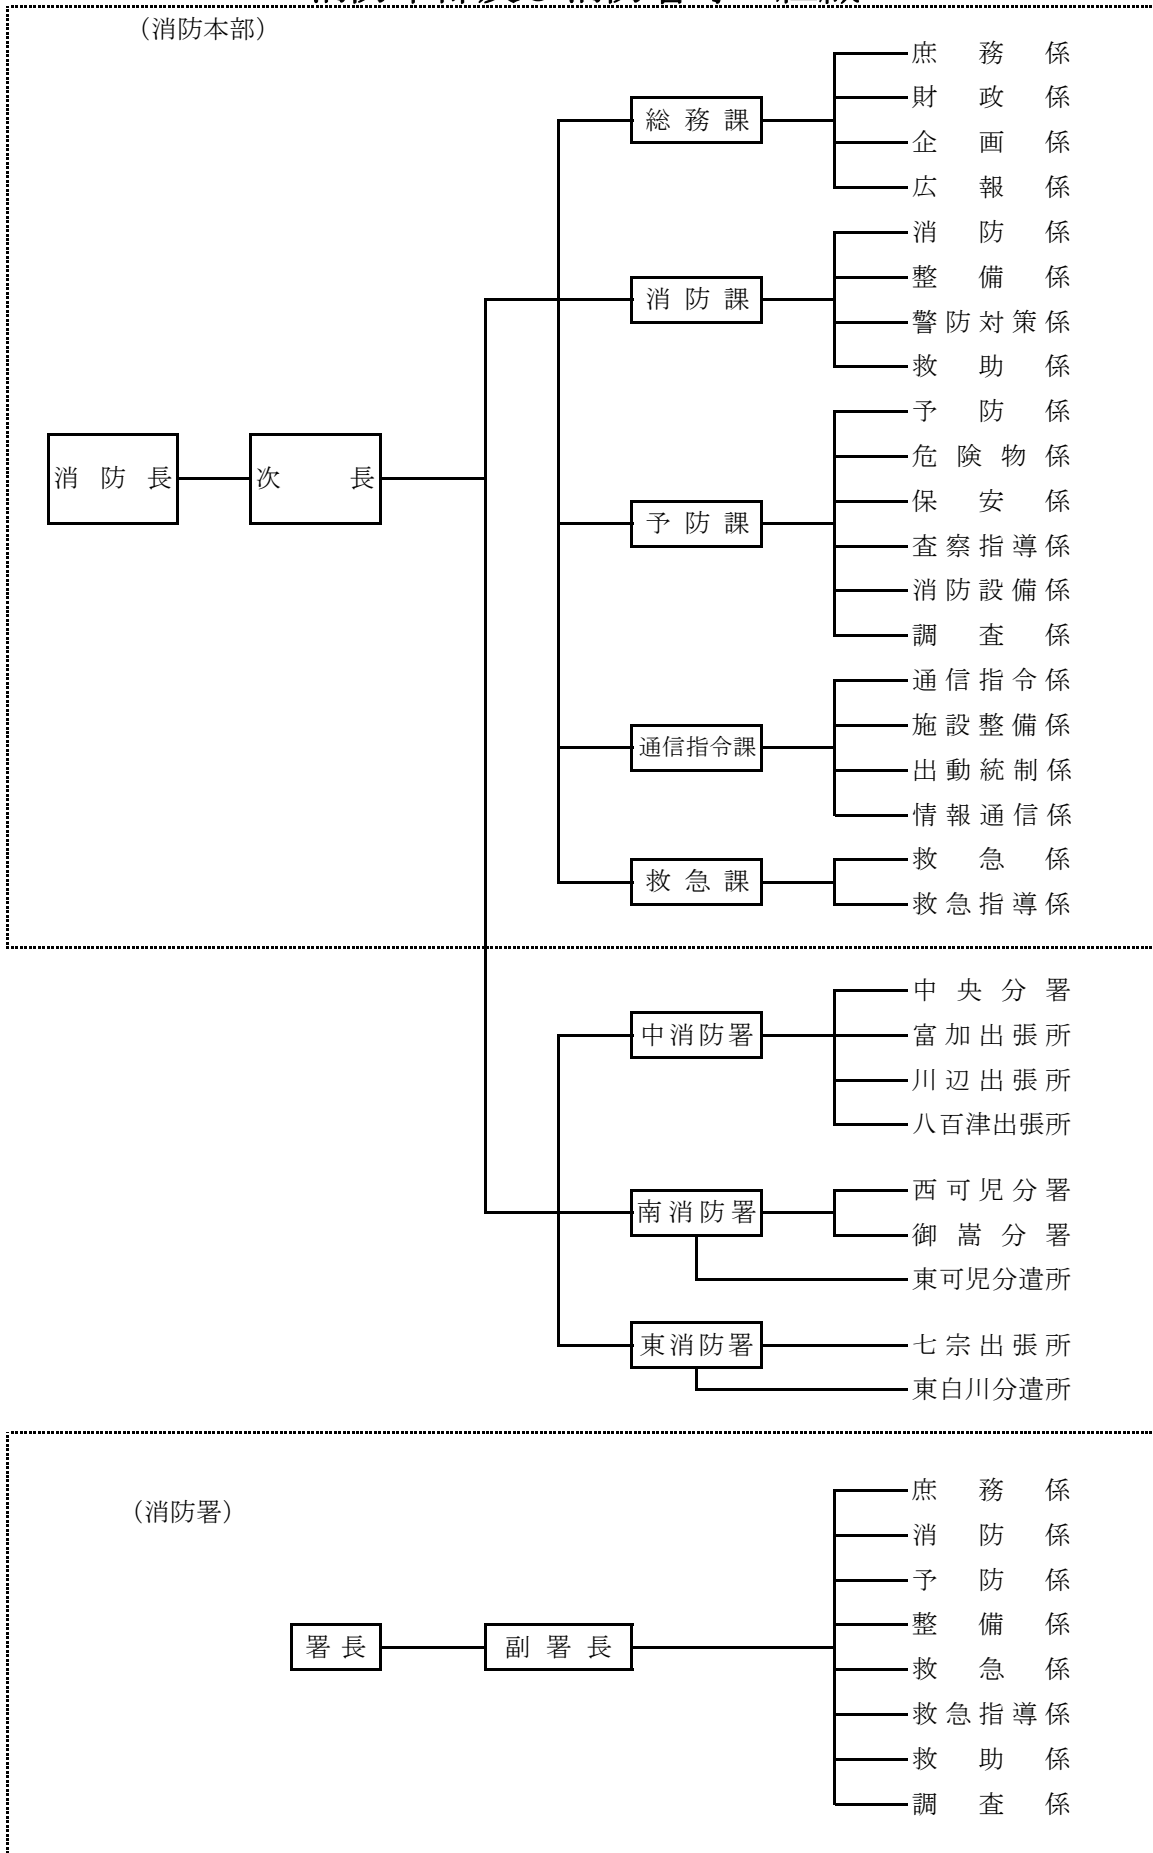 （消防本部）
庶務係
財政係
総務課
企画係
広報係
消防係
整備係
消防課
警防対策係
救助係
予防係
危険物係
消防長
次長
保安係
予防課
査察指導係
消防設備係
調査係
通信指令係
施設整備係
通信指令課
出動統制係
情報通信係
救急係
救急課
救急指導係
中央分署
中消防署
富加出張所
川辺出張所
八百津出張所
西可児分署
南消防署
御嵩分署
東可児分遣所
東消防署
七宗出張所
東白川分遣所
庶務係
（消防署）
消防係
予防係
整備係
署長
副署長
救急係
救急指導係
救助係
調査係